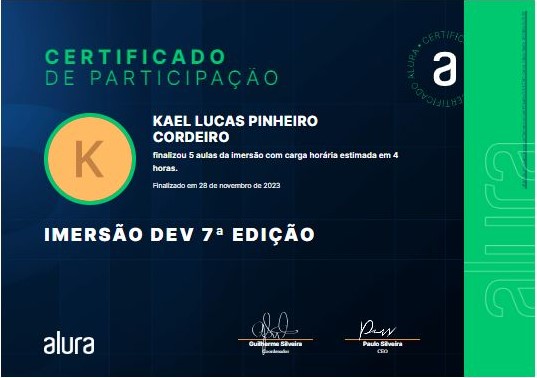 CERTIFICADO
DE PARTICIPAÇÃO
ALURA • CERTIFIC
CERTIFICADO
a
K
KAEL LUCAS PINHEIRO
CORDEIRO
finalizou 5 aulas da imersão com carga horária estimada em 4
horas.
Finalizado em 28 de novembro de 2023
IMERSÃO DEV 7ª EDIÇÃO
alura
Guilherme Silveira
Coordenador
Paulo Silveira
CEO
alura